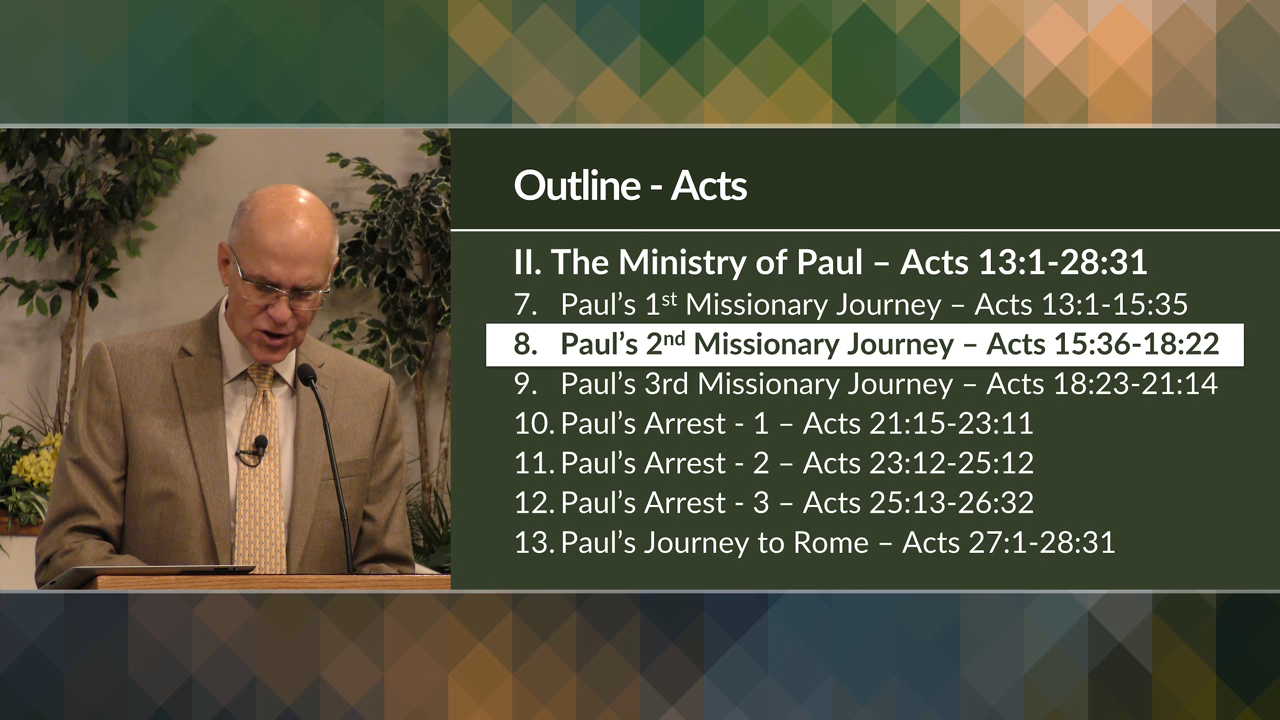 Outline - Acts
II. The Ministry of Paul – Acts 13:1-28:31
7. Paul’s 1st Missionary Journey – Acts 13:1-15:35
8. Paul’s 2nd Missionary Journey – Acts 15:36-18:22
9. Paul’s 3rd Missionary Journey – Acts 18:23-21:14
10. Paul’s Arrest - 1 – Acts 21:15-23:11
11. Paul’s Arrest - 2 – Acts 23:12-25:12
12. Paul’s Arrest - 3 – Acts 25:13-26:32
13. Paul’s Journey to Rome – Acts 27:1-28:31